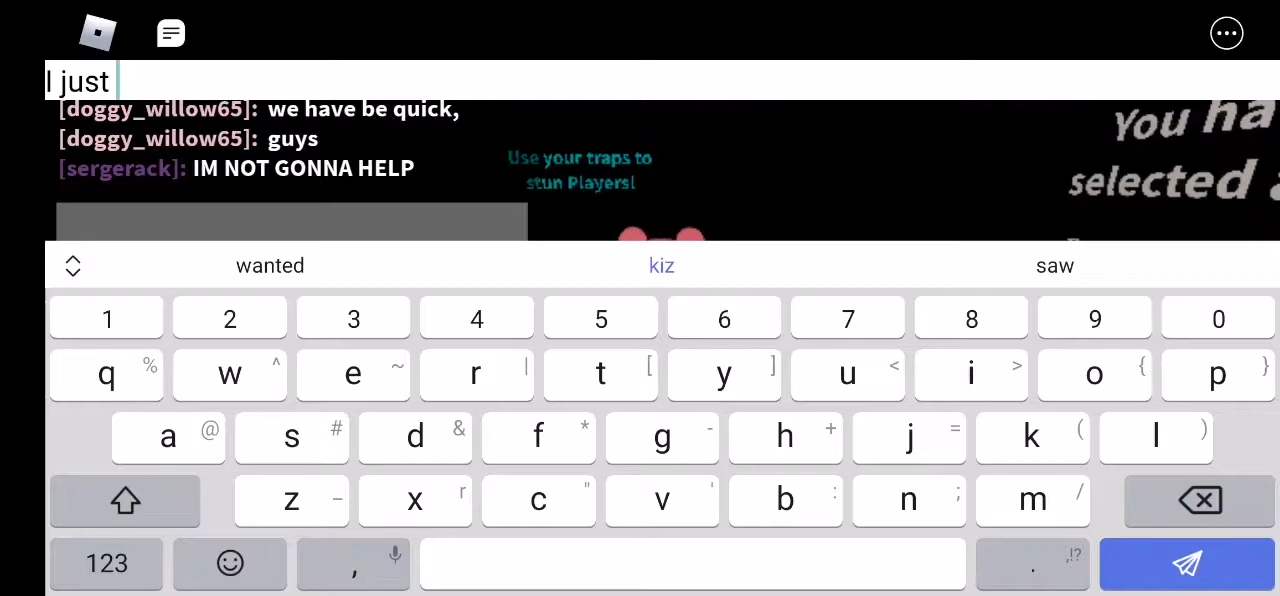 I just
[doggy_willow65]: we have be quick,
[doggy_willow65]: guys
[sergerack]: IM NOT GONNA HELP
Use your traps to
stun Players!
You ha
selected
wanted kiz saw
1 2 3 4 5 6 7 8 9 0
q % w ^ e ~ r | t [ y ] u < i > o { p }
a @ s # d & f * g - h + j = k ( l )
z _ x r c " v ' b : n ; m /
123 , . ,!?